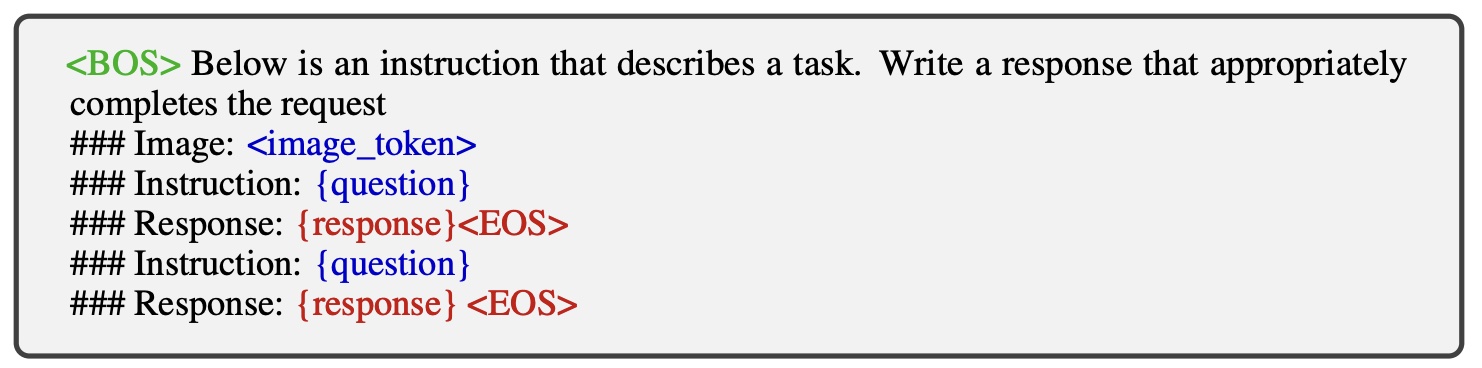 <BOS> Below is an instruction that describes a task. Write a response that appropriately
completes the request
### Image: <image_token>
### Instruction: {question}
### Response: {response}<EOS>
### Instruction: {question}
### Response: {response} <EOS>